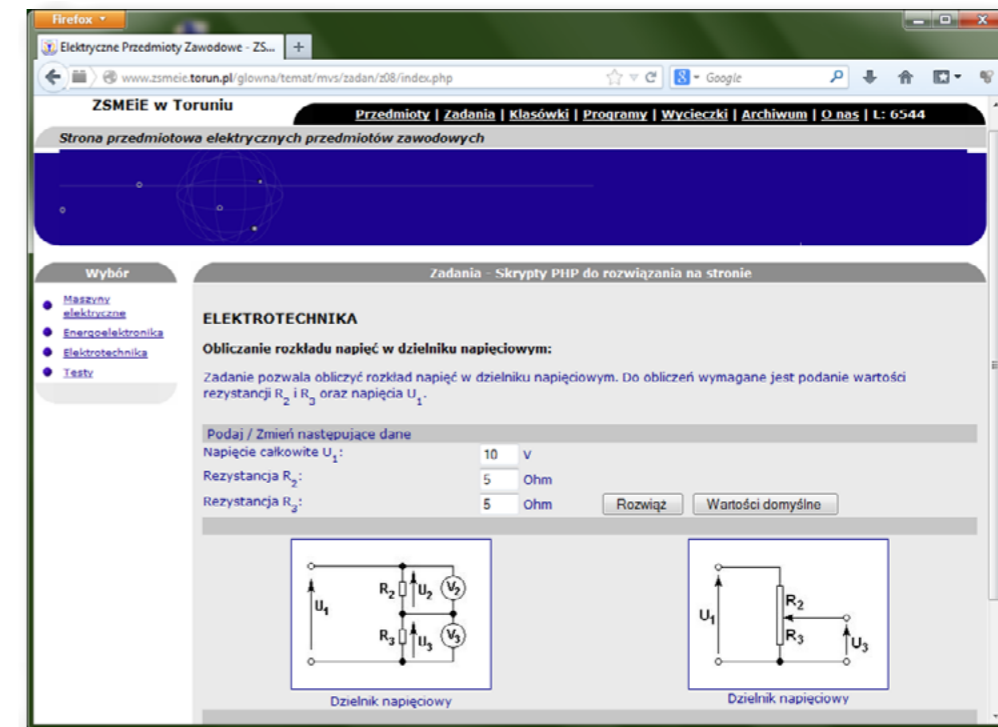 Firefox
Elektryczne Przedmioty Zawodowe - ZS...
www.zsmeie.torun.pl/glowna/temat/mvs/zadan/z08/index.php
Google
ZSMEiE w Toruniu
Przedmioty | Zadania | Klasówki | Programy | Wycieczki | Archiwum | O nas | L: 6544
Strona przedmiotowa elektrycznych przedmiotów zawodowych
Wybór
Maszyny
elektryczne
Energoelektronika
Elektrotechnika
Testy
Zadania - Skrypty PHP do rozwiązania na stronie
ELEKTROTECHNIKA
Obliczanie rozkładu napięć w dzielniku napięciowym:
Zadanie pozwala obliczyć rozkład napięć w dzielniku napięciowym. Do obliczeń wymagane jest podanie wartości
rezystancji R2 i R3 oraz napięcia U1.
Podaj / Zmień następujące dane
Napięcie całkowite U1: 10 V
Rezystancja R2: 5 Ohm
Rezystancja R3: 5 Ohm Rozwiąż Wartości domyślne
U1 R2 U2 V2
R3 U3 V3
Dzielnik napięciowy
U1 R2
R3 U3
Dzielnik napięciowy